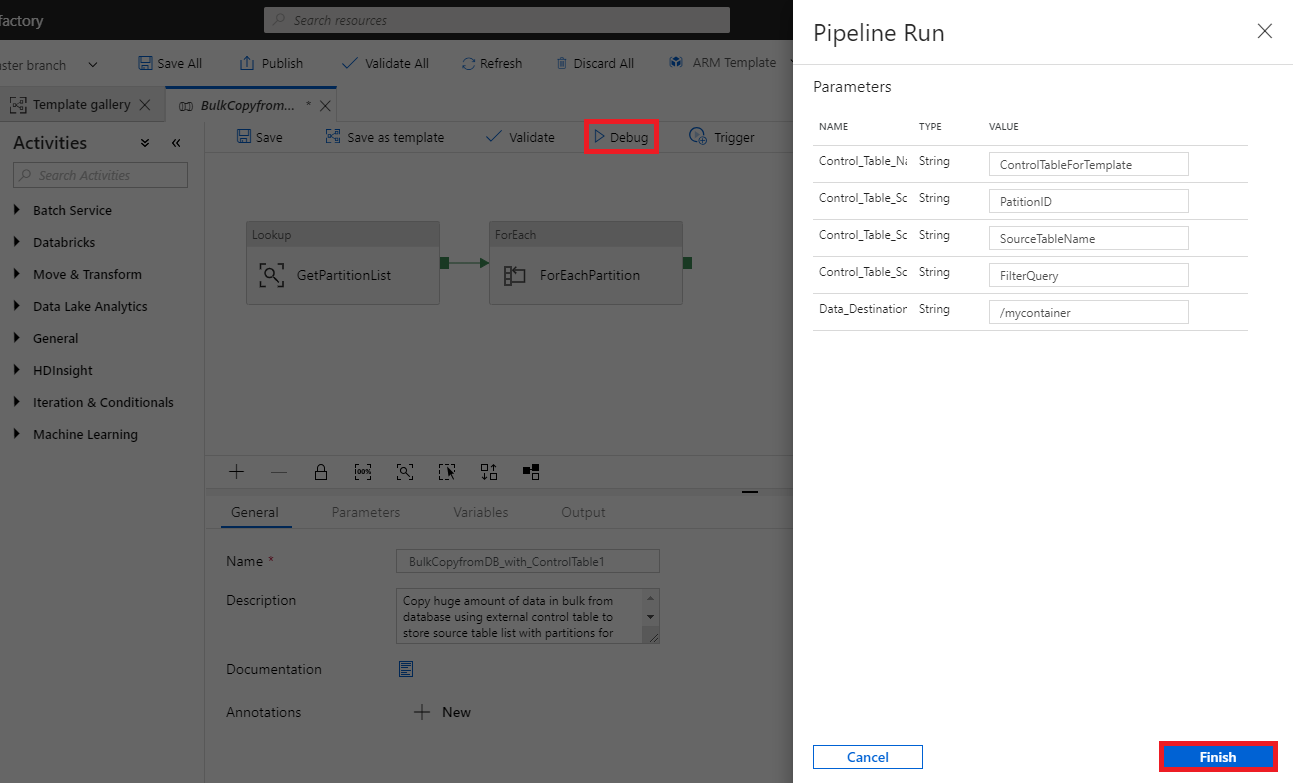 factory
Search resources
ster branch
Save All
Publish
Validate All
Refresh
Discard All
ARM Template
Template gallery
BulkCopyfrom... *
Activities
Search Activities
Batch Service
Databricks
Move & Transform
Data Lake Analytics
General
HDInsight
Iteration & Conditionals
Machine Learning
Save
Save as template
Validate
Debug
Trigger
Lookup
GetPartitionList
ForEach
ForEachPartition
100%
General
Parameters
Variables
Output
Name *
BulkCopyfromDB_with_ControlTable1
Description
Copy huge amount of data in bulk from
database using external control table to
store source table list with partitions for
Documentation
Annotations
New
Pipeline Run
Parameters
NAME TYPE VALUE
Control_Table_Na String ControlTableForTemplate
Control_Table_Sc String PatitionID
Control_Table_Sc String SourceTableName
Control_Table_Sc String FilterQuery
Data_Destination String /mycontainer
Cancel
Finish